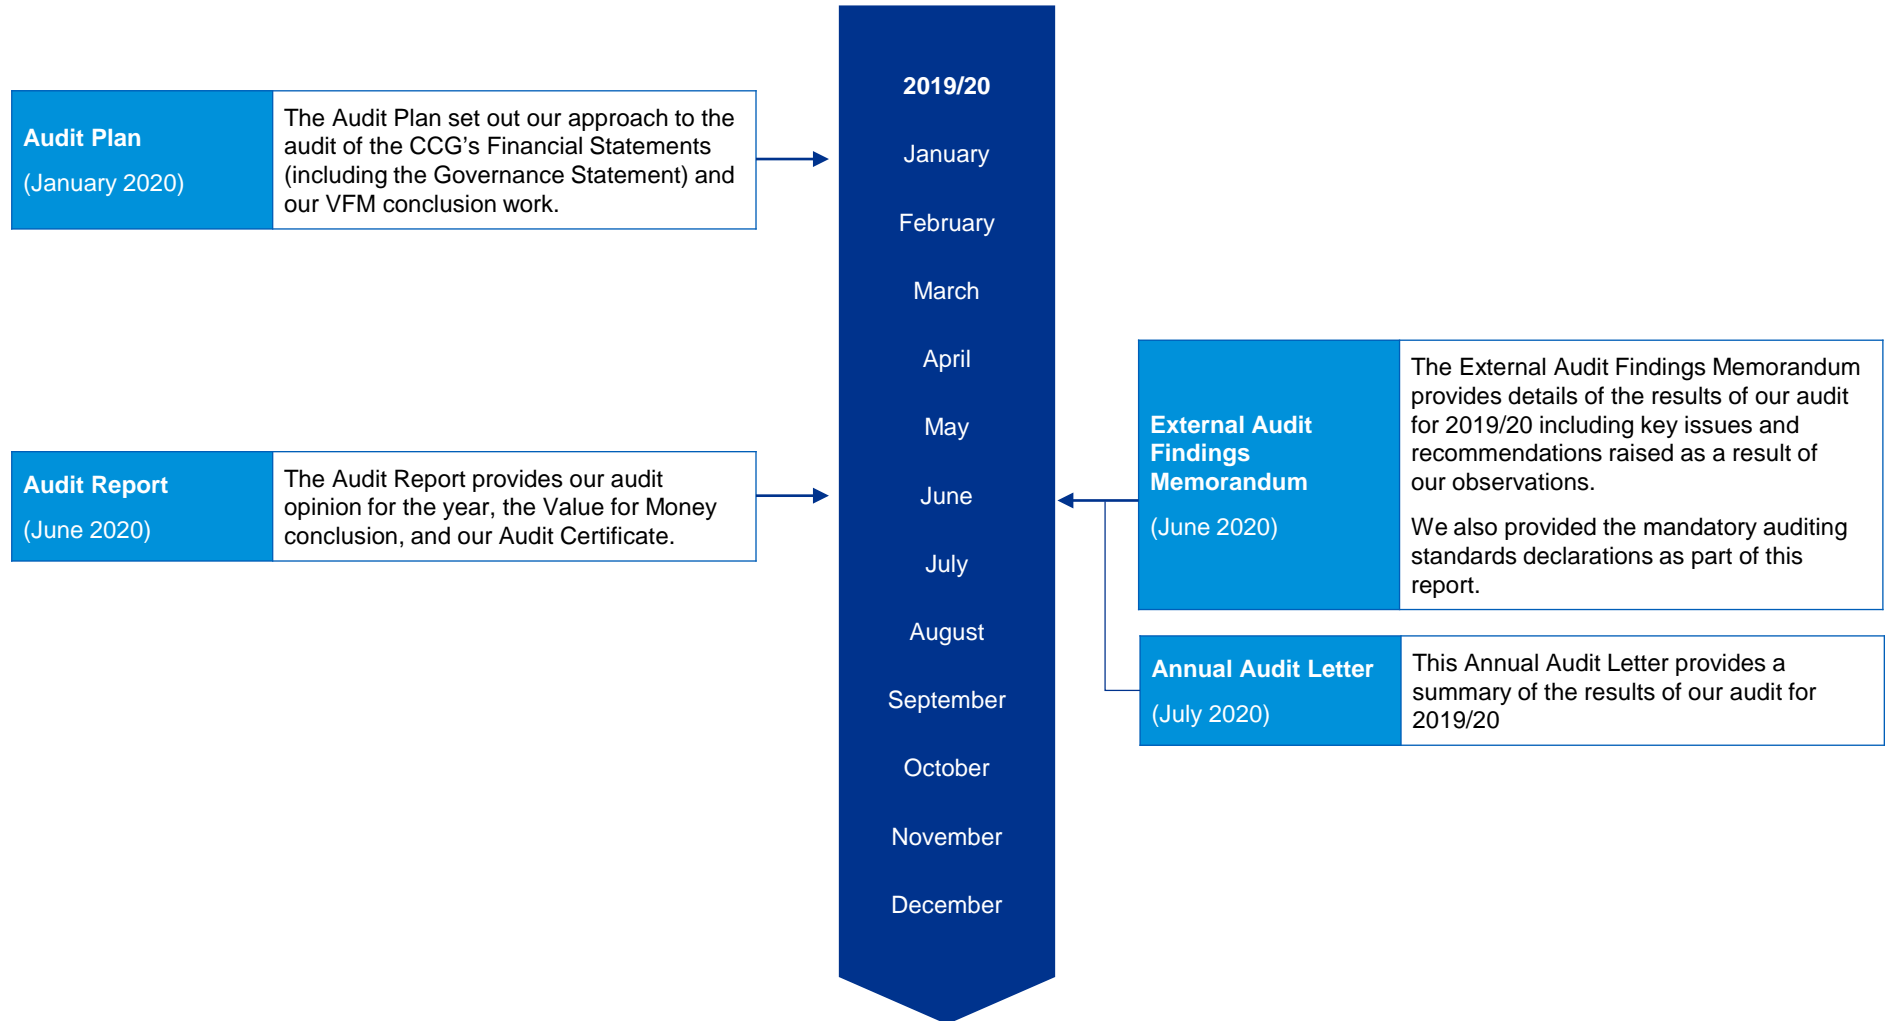 Audit Plan
(January 2020)
The Audit Plan set out our approach to the
audit of the CCG’s Financial Statements
(including the Governance Statement) and
our VFM conclusion work.
Audit Report
(June 2020)
The Audit Report provides our audit
opinion for the year, the Value for Money
conclusion, and our Audit Certificate.
2019/20
January
February
March
April
May
June
July
August
September
October
November
December
External Audit
Findings
Memorandum
(June 2020)
The External Audit Findings Memorandum
provides details of the results of our audit
for 2019/20 including key issues and
recommendations raised as a result of
our observations.
We also provided the mandatory auditing
standards declarations as part of this
report.
Annual Audit Letter
(July 2020)
This Annual Audit Letter provides a
summary of the results of our audit for
2019/20